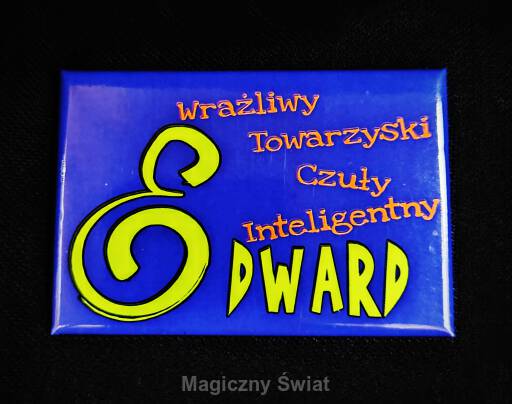 Wrażliwy
Towarzyski
Czuły
Inteligentny
EDWARD
Magiczny Świat